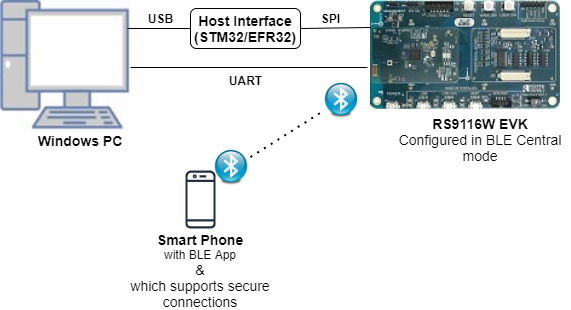 USB
Host Interface
(STM32/EFR32)
SPI
UART
Windows PC
RS9116W EVK
Configured in BLE Central
mode
Smart Phone
with BLE App
&
which supports secure
connections